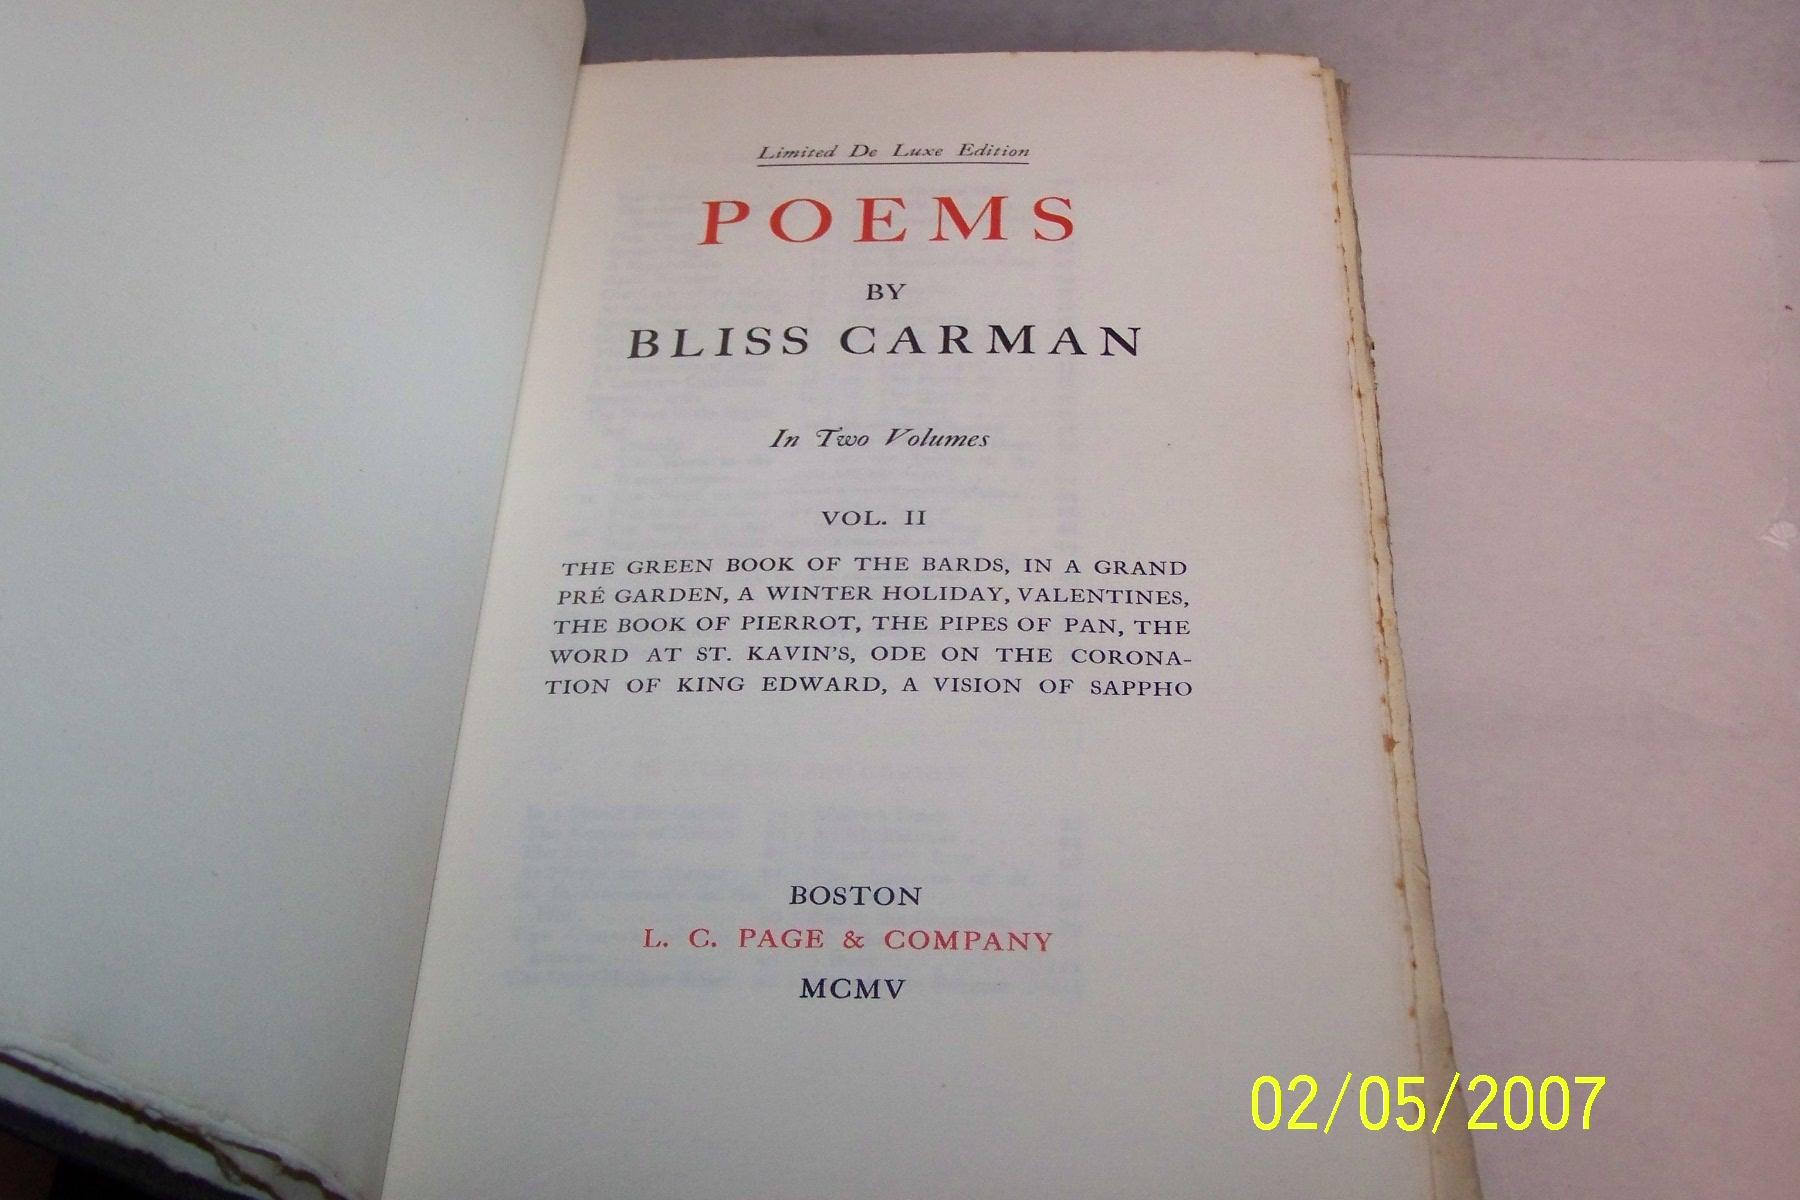 Limited De Luxe Edition
POEMS
BY
BLISS CARMAN
In Two Volumes
VOL. II
THE GREEN BOOK OF THE BARDS, IN A GRAND
PRÉ GARDEN, A WINTER HOLIDAY, VALENTINES,
THE BOOK OF PIERROT, THE PIPES OF PAN, THE
WORD AT ST. KAVIN'S, ODE ON THE CORONA-
TION OF KING EDWARD, A VISION OF SAPPHO
BOSTON
L. C. PAGE & COMPANY
MCMV
02/05/2007